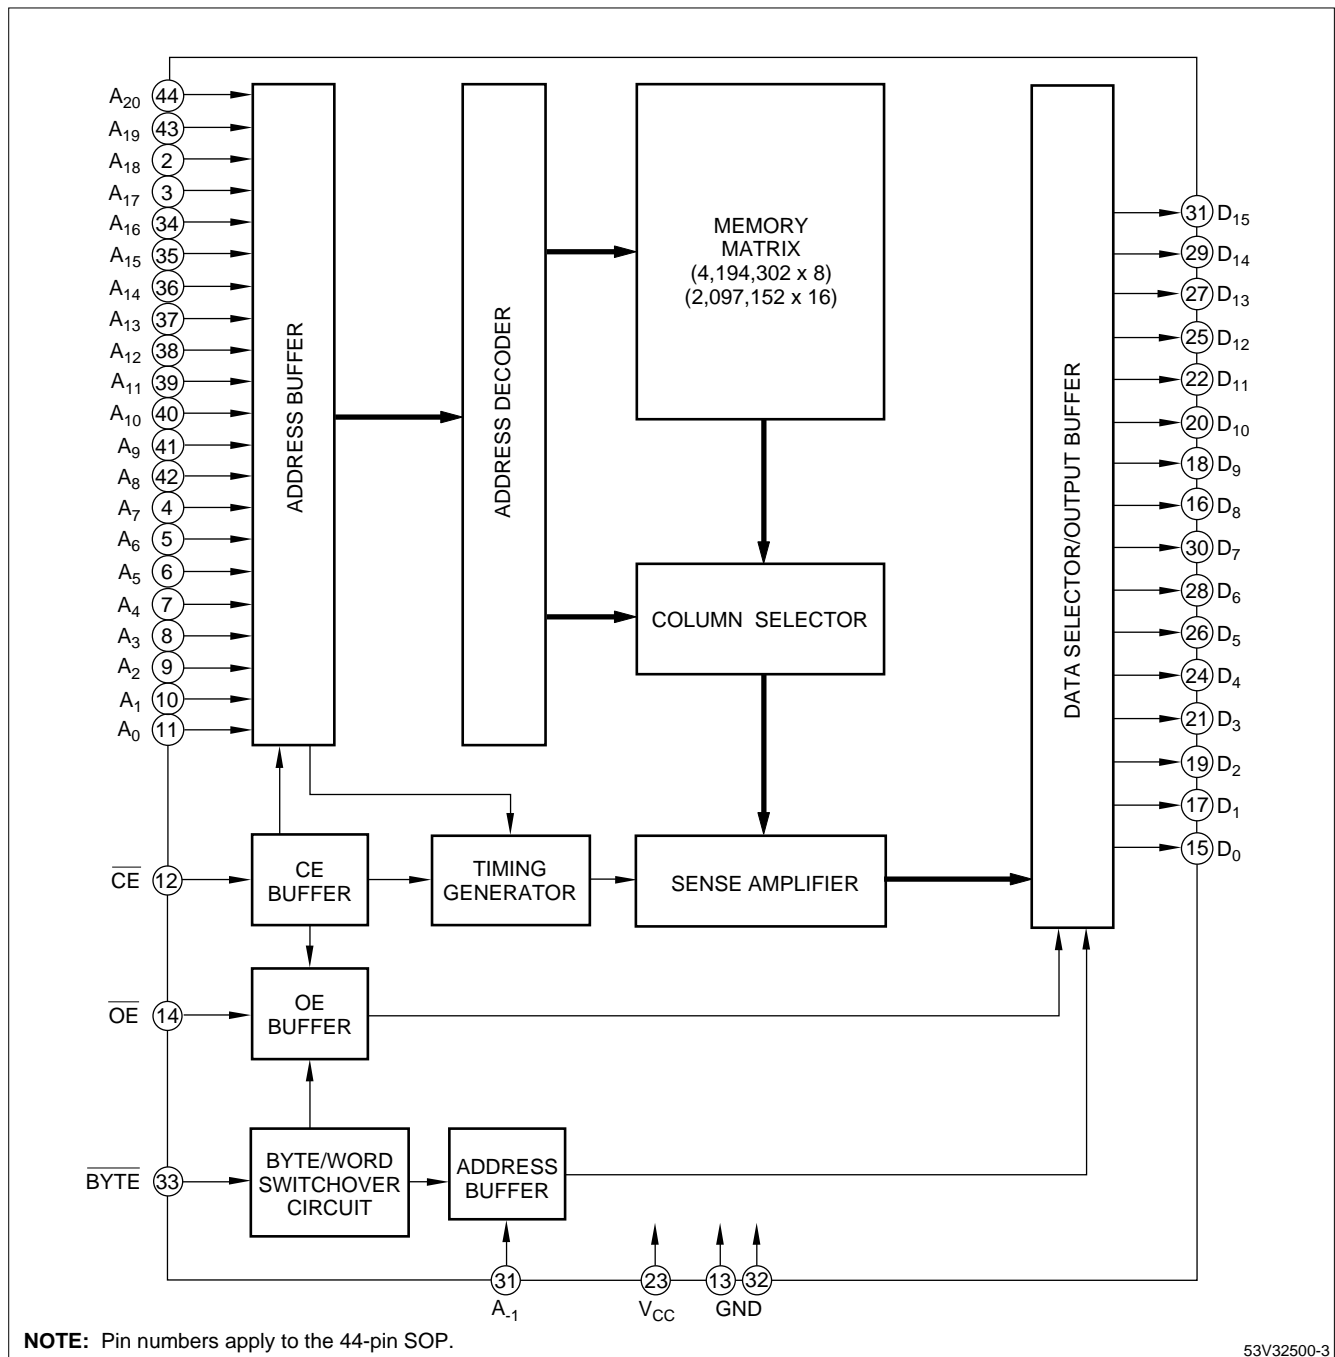 A20 44
A19 43
A18 2
A17 3
A16 34
A15 35
A14 36
A13 37
A12 38
A11 39
A10 40
A9 41
A8 42
A7 4
A6 5
A5 6
A4 7
A3 8
A2 9
A1 10
A0 11
CE 12
OE 14
BYTE 33
ADDRESS BUFFER
ADDRESS DECODER
MEMORY
MATRIX
(4,194,302 x 8)
(2,097,152 x 16)
COLUMN SELECTOR
CE
BUFFER
TIMING
GENERATOR
SENSE AMPLIFIER
OE
BUFFER
BYTE/WORD
SWITCHOVER
CIRCUIT
ADDRESS
BUFFER
DATA SELECTOR/OUTPUT BUFFER
31 D15
29 D14
27 D13
25 D12
22 D11
20 D10
18 D9
16 D8
30 D7
28 D6
26 D5
24 D4
21 D3
19 D2
17 D1
15 D0
31 23 13 32
A-1 VCC GND
NOTE: Pin numbers apply to the 44-pin SOP.
53V32500-3